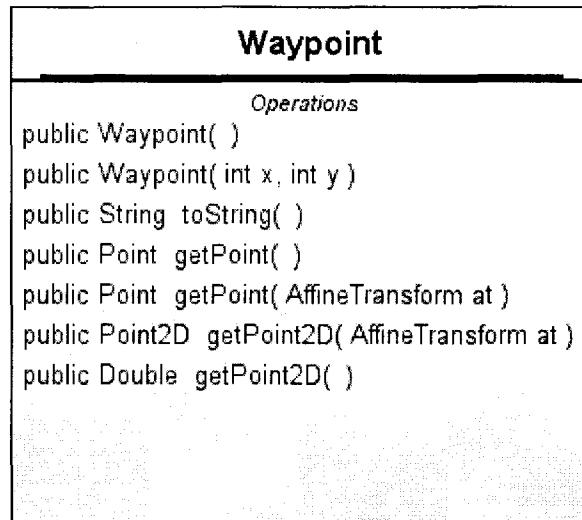 Waypoint
Operations
public Waypoint( )
public Waypoint( int x, int y )
public String toString( )
public Point getPoint( )
public Point getPoint( AffineTransform at )
public Point2D getPoint2D( AffineTransform at )
public Double getPoint2D( )